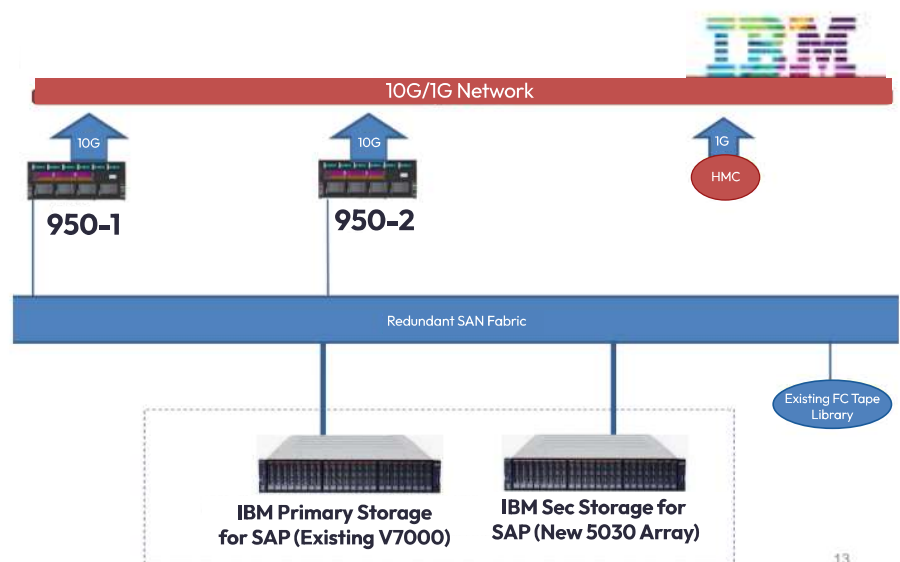 IBM
10G/1G Network
10G
10G
1G
HMC
950-1
950-2
Redundant SAN Fabric
Existing FC Tape
Library
IBM Primary Storage
for SAP (Existing V7000)
IBM Sec Storage for
SAP (New 5030 Array)
13